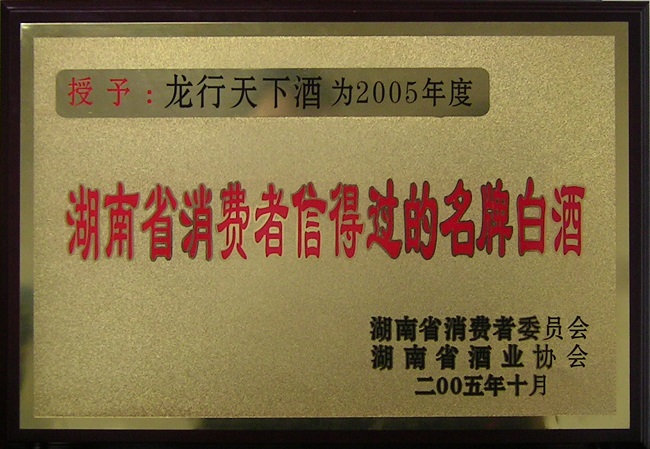 授予：龙行天下酒为2005年度
湖南省消费者信得过的名牌白酒
湖南省消费者委员会
湖南省酒业协会
二00五年十月